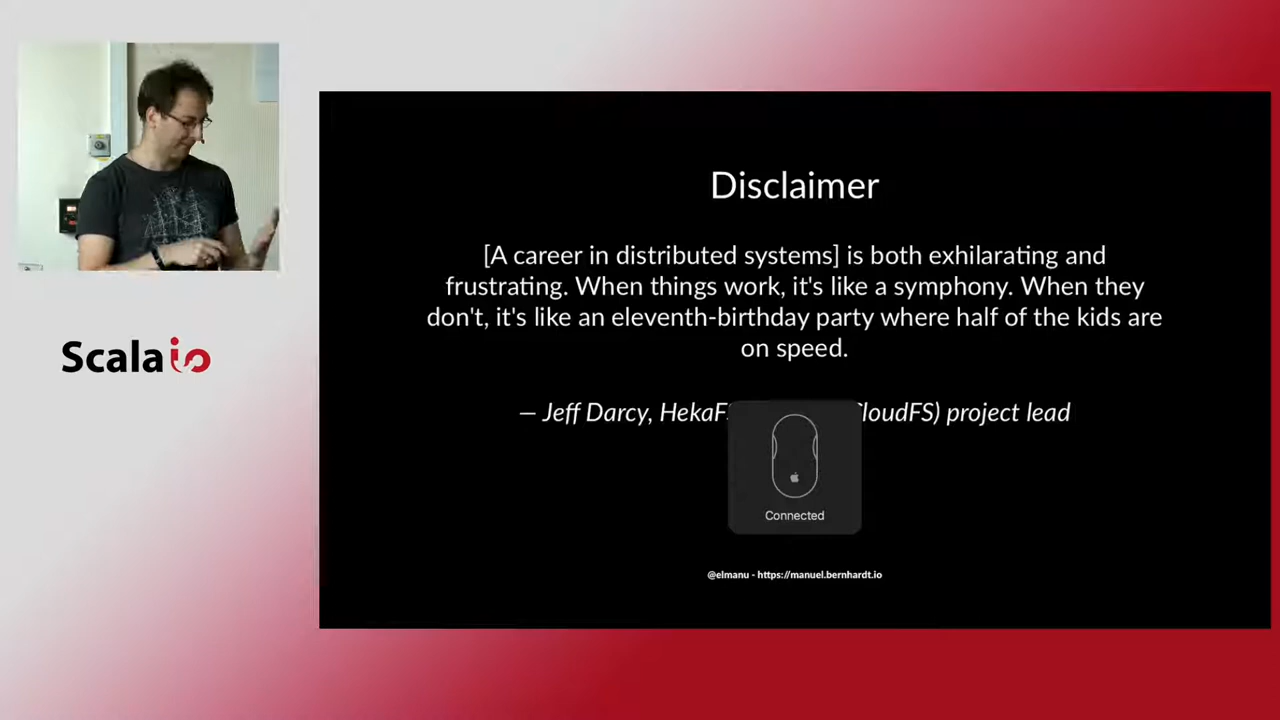 Disclaimer
[A career in distributed systems] is both exhilarating and
frustrating. When things work, it's like a symphony. When they
don't, it's like an eleventh-birthday party where half of the kids are
on speed.
— Jeff Darcy, HekaF loudFS) project lead
Connected
@elmanu - https://manuel.bernhardt.io
Scala io